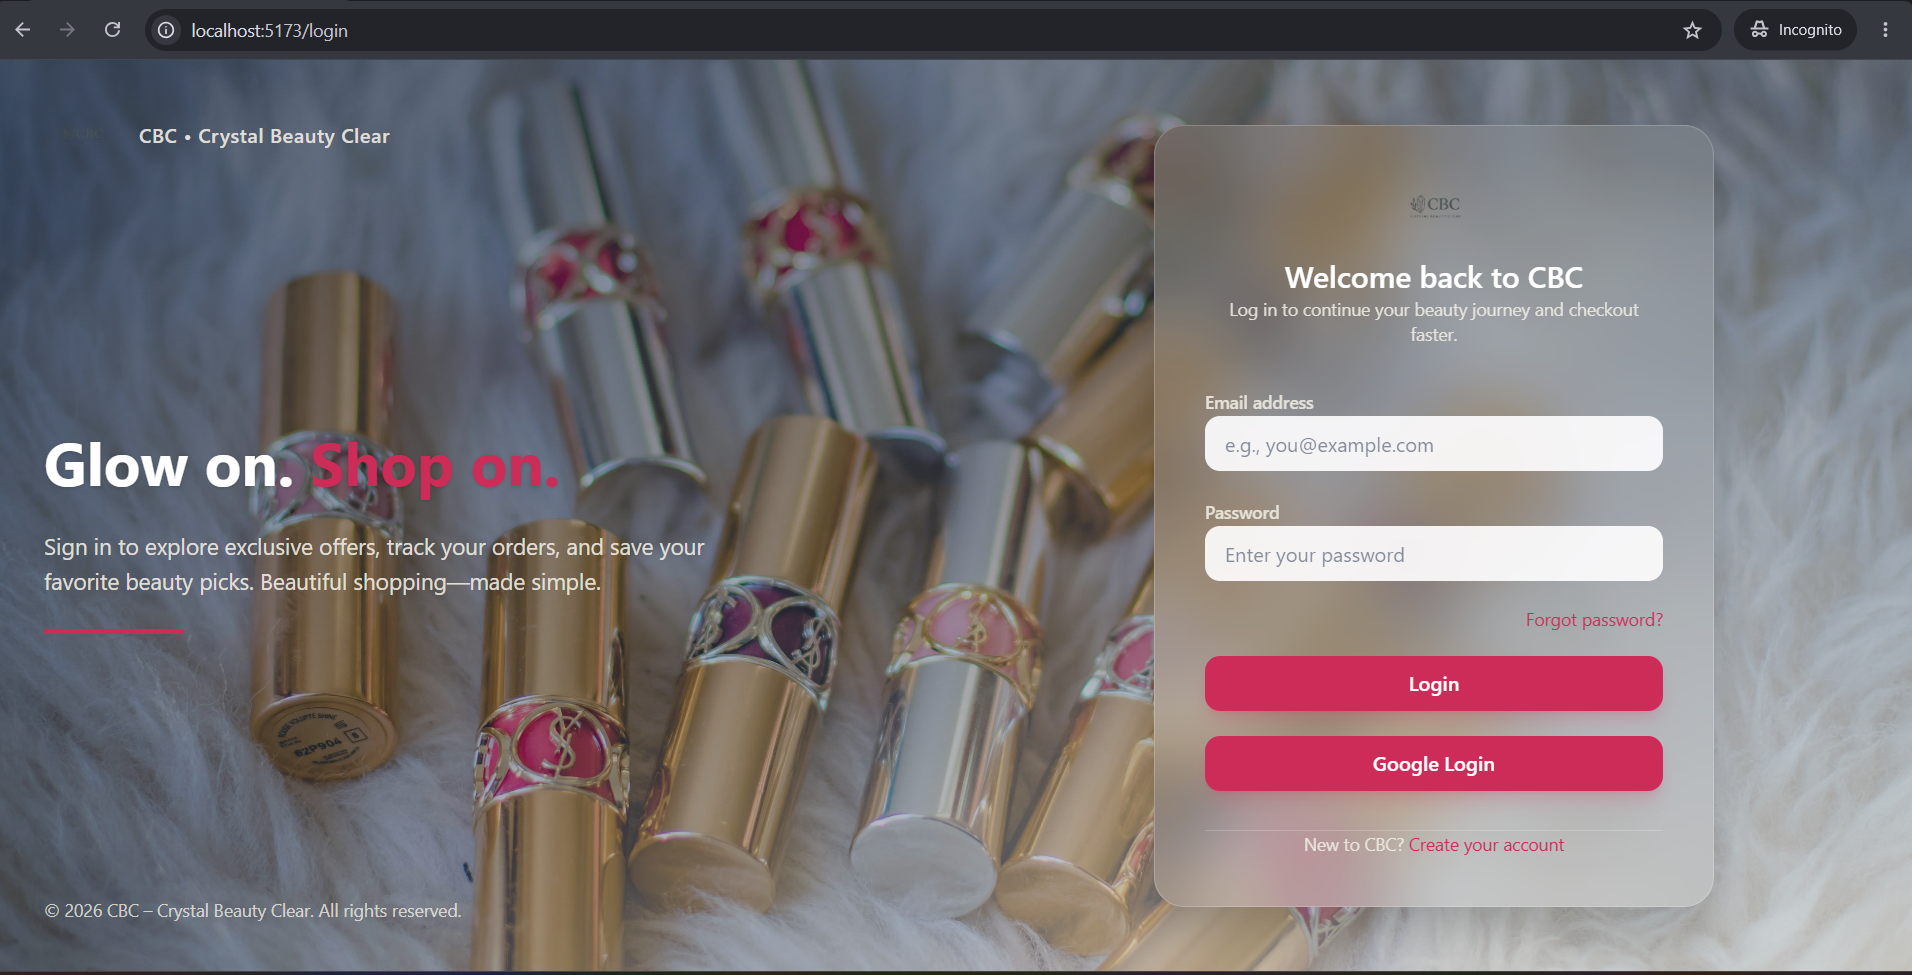 localhost:5173/login
Incognito
CBC • Crystal Beauty Clear
CBC
Welcome back to CBC
Log in to continue your beauty journey and checkout
faster.
Email address
e.g., you@example.com
Password
Enter your password
Forgot password?
Login
Google Login
New to CBC? Create your account
Glow on. Shop on.
Sign in to explore exclusive offers, track your orders, and save your
favorite beauty picks. Beautiful shopping—made simple.
62P904
© 2026 CBC – Crystal Beauty Clear. All rights reserved.